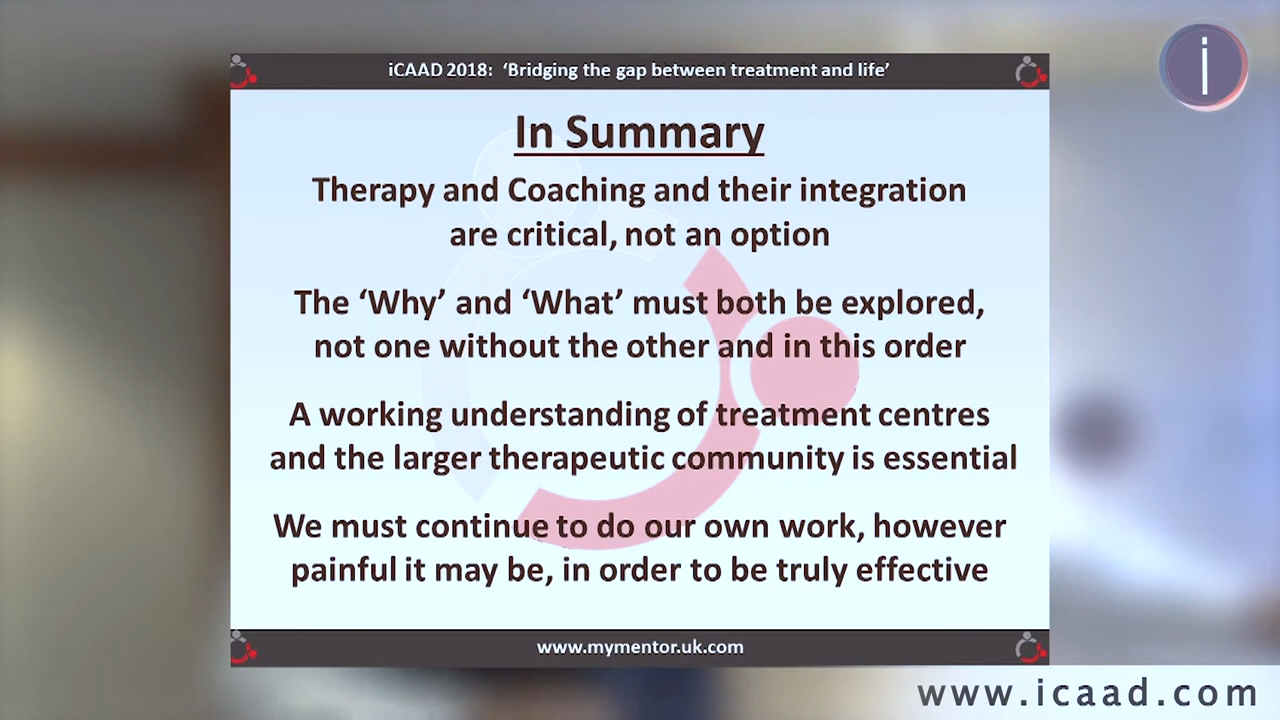 iCAAD 2018: ‘Bridging the gap between treatment and life’
i
In Summary
Therapy and Coaching and their integration
are critical, not an option
The ‘Why’ and ‘What’ must both be explored,
not one without the other and in this order
A working understanding of treatment centres
and the larger therapeutic community is essential
We must continue to do our own work, however
painful it may be, in order to be truly effective
www.mymentor.uk.com
www.icaad.com